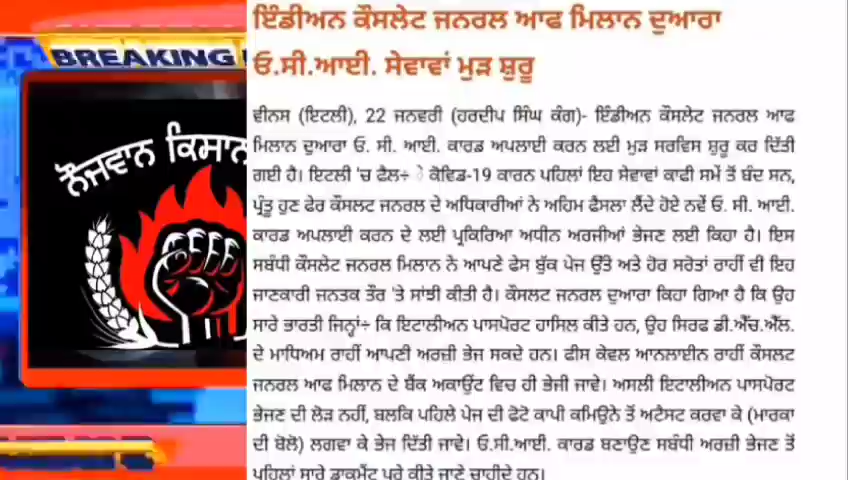 BREAKING
ਨੌਜਵਾਨ ਕਿਸਾਨ
ਇੰਡੀਅਨ ਕੌਸਲੇਟ ਜਨਰਲ ਆਫ ਮਿਲਾਨ ਦੁਆਰਾ
ਓ.ਸੀ.ਆਈ. ਸੇਵਾਵਾਂ ਮੁੜ ਸ਼ੁਰੂ
ਵੀਨਸ (ਇਟਲੀ), 22 ਜਨਵਰੀ (ਹਰਦੀਪ ਸਿੰਘ ਕੰਗ)- ਇੰਡੀਅਨ ਕੌਸਲੇਟ ਜਨਰਲ ਆਫ
ਮਿਲਾਨ ਦੁਆਰਾ ਓ. ਸੀ. ਆਈ. ਕਾਰਡ ਅਪਲਾਈ ਕਰਨ ਲਈ ਮੁੜ ਸਰਵਿਸ ਸ਼ੁਰੂ ਕਰ ਦਿੱਤੀ
ਗਈ ਹੈ। ਇਟਲੀ 'ਚ ਫੈਲ÷ ੇ ਕੋਵਿਡ-19 ਕਾਰਨ ਪਹਿਲਾਂ ਇਹ ਸੇਵਾਵਾਂ ਕਾਫੀ ਸਮੇਂ ਤੋਂ ਬੰਦ ਸਨ,
ਪ੍ਰੰਤੂ ਹੁਣ ਫੇਰ ਕੌਸਲਟ ਜਨਰਲ ਦੇ ਅਧਿਕਾਰੀਆਂ ਨੇ ਅਹਿਮ ਫੈਸਲਾ ਲੈਂਦੇ ਹੋਏ ਨਵੇਂ ਓ. ਸੀ. ਆਈ.
ਕਾਰਡ ਅਪਲਾਈ ਕਰਨ ਦੇ ਲਈ ਪ੍ਰਕਿਰਿਆ ਅਧੀਨ ਅਰਜੀਆਂ ਭੇਜਣ ਲਈ ਕਿਹਾ ਹੈ। ਇਸ
ਸਬੰਧੀ ਕੌਸਲੇਟ ਜਨਰਲ ਮਿਲਾਨ ਨੇ ਆਪਣੇ ਫੇਸ ਬੁੱਕ ਪੇਜ ਉੱਤੇ ਅਤੇ ਹੋਰ ਸਰੋਤਾਂ ਰਾਹੀਂ ਵੀ ਇਹ
ਜਾਣਕਾਰੀ ਜਨਤਕ ਤੌਰ 'ਤੇ ਸਾਂਝੀ ਕੀਤੀ ਹੈ। ਕੌਸਲਟ ਜਨਰਲ ਦੁਆਰਾ ਕਿਹਾ ਗਿਆ ਹੈ ਕਿ ਉਹ
ਸਾਰੇ ਭਾਰਤੀ ਜਿਨ੍ਹਾਂ÷ ਕਿ ਇਟਾਲੀਅਨ ਪਾਸਪੋਰਟ ਹਾਸਿਲ ਕੀਤੇ ਹਨ, ਉਹ ਸਿਰਫ ਡੀ.ਐੱਚ.ਐੱਲ.
ਦੇ ਮਾਧਿਅਮ ਰਾਹੀਂ ਆਪਣੀ ਅਰਜ਼ੀ ਭੇਜ ਸਕਦੇ ਹਨ। ਫੀਸ ਕੇਵਲ ਆਨਲਾਈਨ ਰਾਹੀਂ ਕੌਸਲਟ
ਜਨਰਲ ਆਫ ਮਿਲਾਨ ਦੇ ਬੈਂਕ ਅਕਾਊਂਟ ਵਿਚ ਹੀ ਭੇਜੀ ਜਾਵੇ। ਅਸਲੀ ਇਟਾਲੀਅਨ ਪਾਸਪੋਰਟ
ਭੇਜਣ ਦੀ ਲੋੜ ਨਹੀਂ, ਬਲਕਿ ਪਹਿਲੇ ਪੇਜ ਦੀ ਫੋਟੋ ਕਾਪੀ ਕਮਿਊਨੇ ਤੋਂ ਅਟੈਸਟ ਕਰਵਾ ਕੇ (ਮਾਰਕਾ
ਦੀ ਬੋਲੋ) ਲਗਵਾ ਕੇ ਭੇਜ ਦਿੱਤੀ ਜਾਵੇ। ਓ.ਸੀ.ਆਈ. ਕਾਰਡ ਬਣਾਉਣ ਸਬੰਧੀ ਅਰਜ਼ੀ ਭੇਜਣ ਤੋਂ
ਪਹਿਲਾਂ ਸਾਰੇ ਡਾਕੂਮੈਂਟ ਪੂਰੇ ਕੀਤੇ ਜਾਣੇ ਚਾਹੀਦੇ ਹਨ।